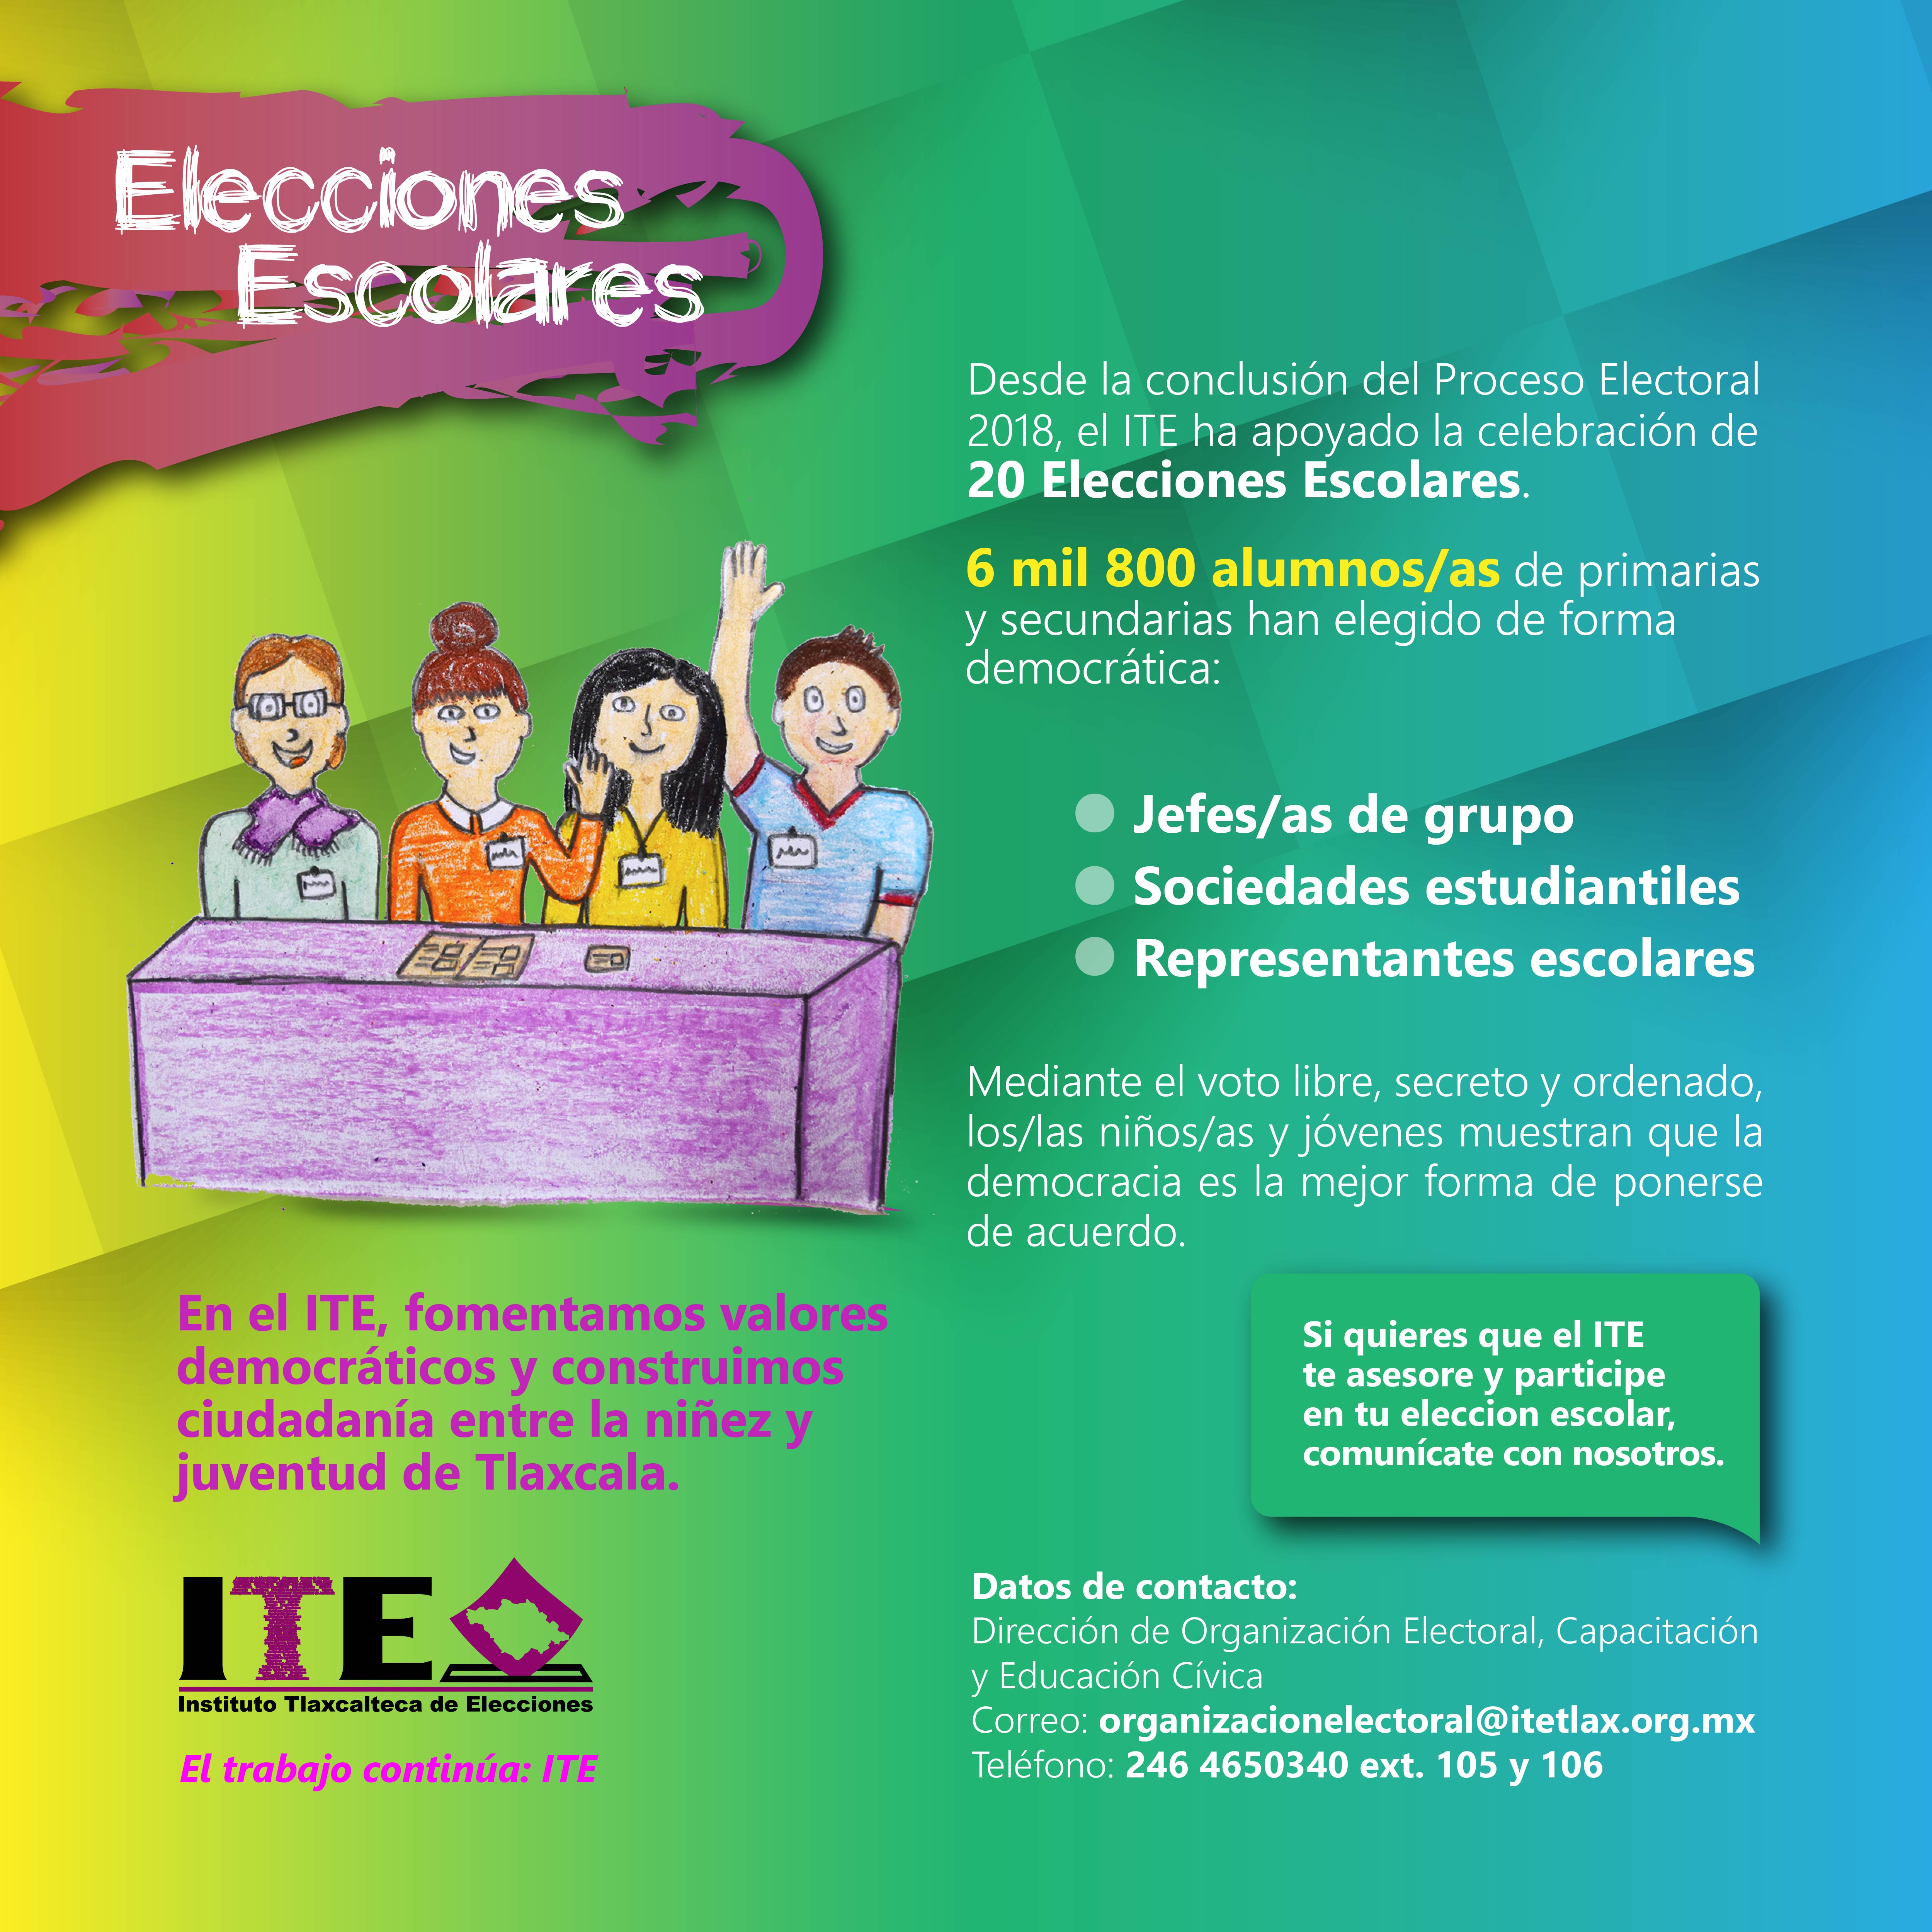 Elecciones
Escolares
Desde la conclusión del Proceso Electoral
2018, el ITE ha apoyado la celebración de
20 Elecciones Escolares.
6 mil 800 alumnos/as de primarias
y secundarias han elegido de forma
democrática:
Jefes/as de grupo
Sociedades estudiantiles
Representantes escolares
Mediante el voto libre, secreto y ordenado,
los/las niños/as y jóvenes muestran que la
democracia es la mejor forma de ponerse
de acuerdo.
En el ITE, fomentamos valores
democráticos y construimos
ciudadanía entre la niñez y
juventud de Tlaxcala.
Si quieres que el ITE
te asesore y participe
en tu eleccion escolar,
comunícate con nosotros.
ITE
Instituto Tlaxcalteca de Elecciones
El trabajo continúa: ITE
Datos de contacto:
Dirección de Organización Electoral, Capacitación
y Educación Cívica
Correo: organizacionelectoral@itetlax.org.mx
Teléfono: 246 4650340 ext. 105 y 106